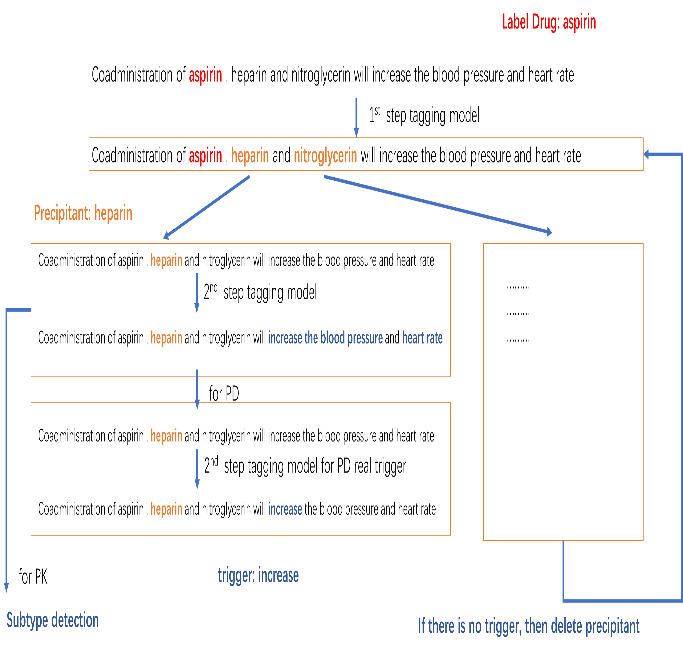 Label Drug: aspirin
Coadministration of aspirin , heparin and nitroglycerin will increase the blood pressure and heart rate
1st step tagging model
Coadministration of aspirin , heparin and nitroglycerin will increase the blood pressure and heart rate
Precipitant: heparin
Coadministration of aspirin , heparin and nitroglycerin will increase the blood pressure and heart rate
2nd step tagging model
Coadministration of aspirin , heparin and nitroglycerin will increase the blood pressure and heart rate
for PD
Coadministration of aspirin , heparin and nitroglycerin will increase the blood pressure and heart rate
2nd step tagging model for PD real trigger
Coadministration of aspirin , heparin and nitroglycerin will increase the blood pressure and heart rate
.........
.........
.........
for PK
trigger: increase
Subtype detection
If there is no trigger, then delete precipitant